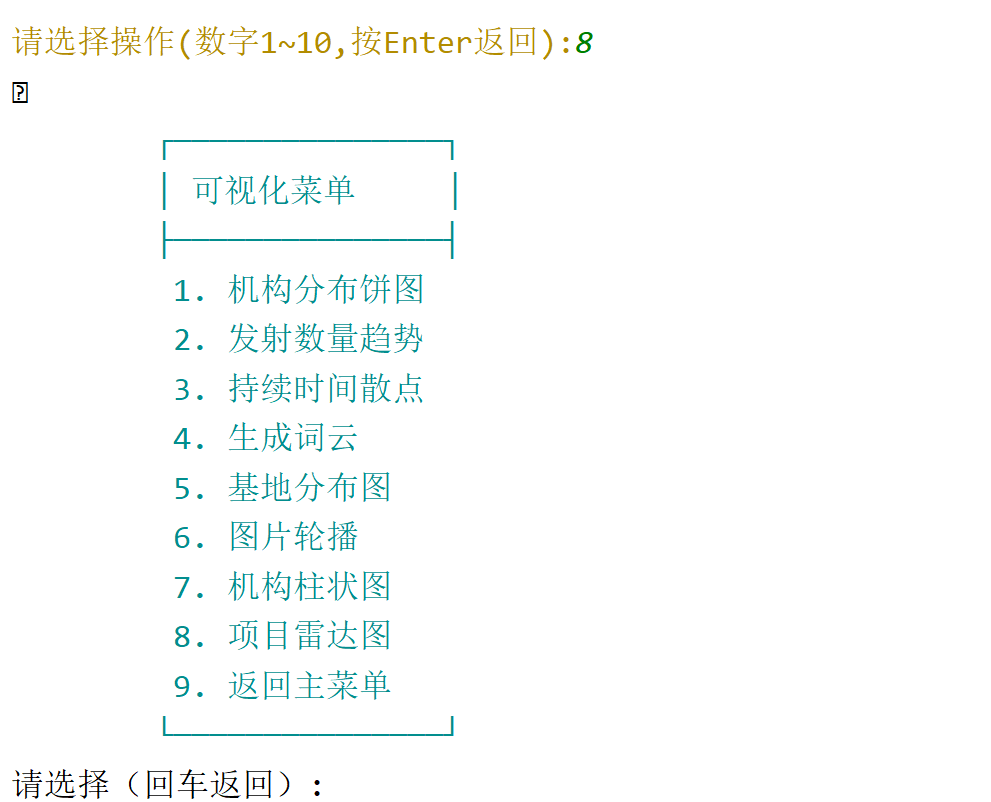 请选择操作(数字1~10,按Enter返回):8
可视化菜单
1. 机构分布饼图
2. 发射数量趋势
3. 持续时间散点
4. 生成词云
5. 基地分布图
6. 图片轮播
7. 机构柱状图
8. 项目雷达图
9. 返回主菜单
请选择（回车返回）: